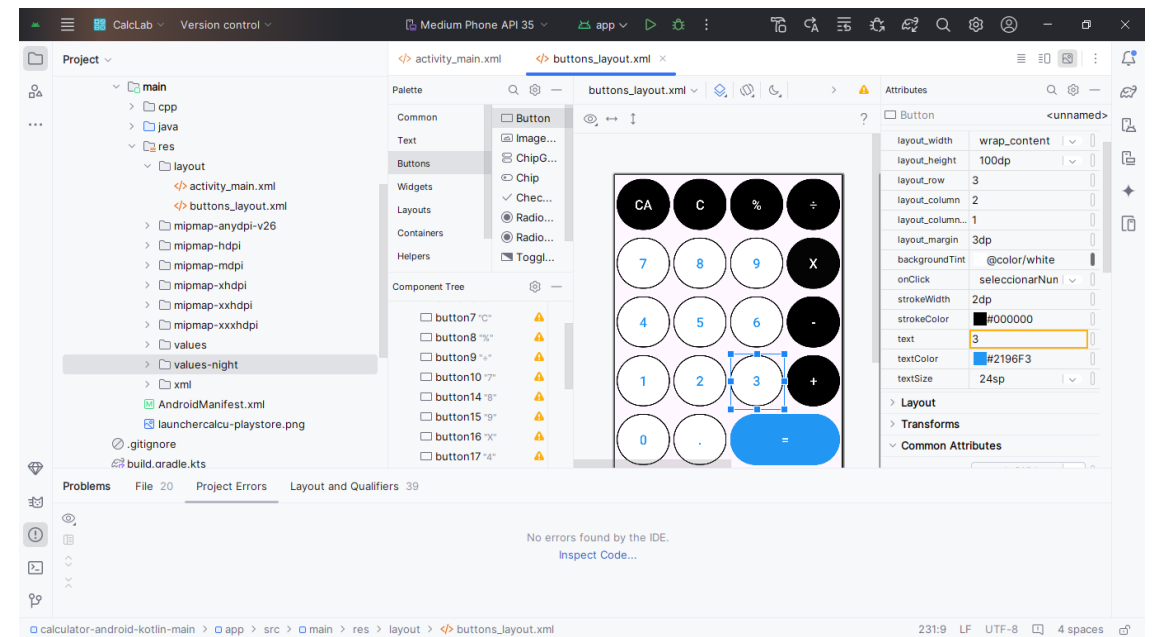 CalcLab Version control Medium Phone API 35 app
Project
main
cpp
java
res
layout
activity_main.xml
buttons_layout.xml
mipmap-anydpi-v26
mipmap-hdpi
mipmap-mdpi
mipmap-xhdpi
mipmap-xxhdpi
mipmap-xxxhdpi
values
values-night
xml
AndroidManifest.xml
launchercalcu-playstore.png
.gitignore
build.gradle.kts
activity_main.xml buttons_layout.xml
Palette
Common
Text
Buttons
Widgets
Layouts
Containers
Helpers
Button
Image...
ChipG...
Chip
Chec...
Radio...
Radio...
Toggl...
Component Tree
button7 "C"
button8 "%"
button9 "÷"
button10 "7"
button14 "8"
button15 "9"
button16 "X"
button17 "4"
buttons_layout.xml
?
CA C % ÷
7 8 9 X
4 5 6 -
1 2 3 +
0 . =
Attributes
Button <unnamed>
layout_width wrap_content
layout_height 100dp
layout_row 3
layout_column 2
layout_column... 1
layout_margin 3dp
backgroundTint @color/white
onClick seleccionarNun
strokeWidth 2dp
strokeColor #000000
text 3
textColor #2196F3
textSize 24sp
Layout
Transforms
Common Attributes
Problems File 20 Project Errors Layout and Qualifiers 39
No errors found by the IDE.
Inspect Code...
calculator-android-kotlin-main > app > src > main > res > layout > buttons_layout.xml 231:9 LF UTF-8 4 spaces